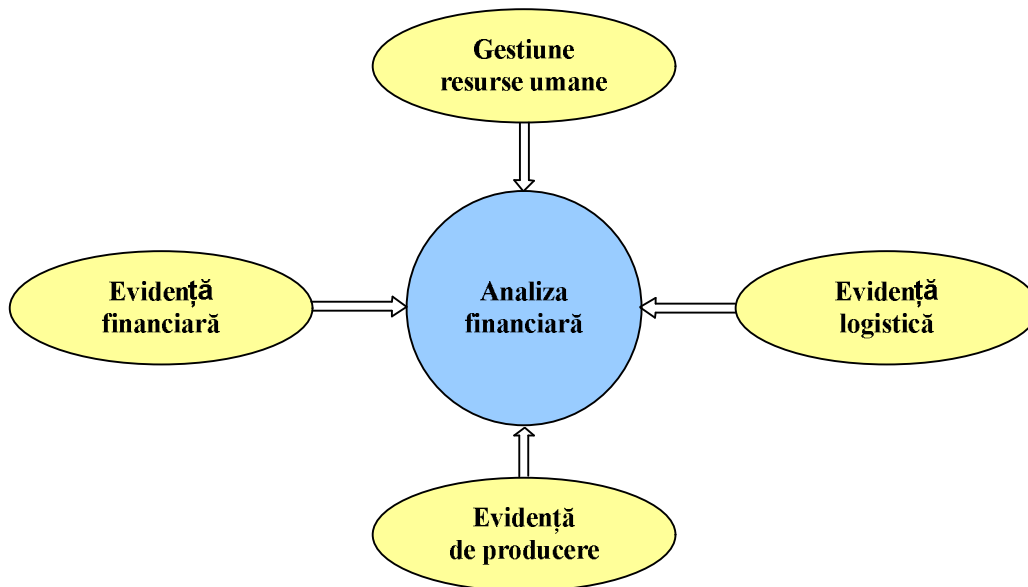 Gestiune
resurse umane
Evidență
financiară
Analiza
financiară
Evidență
logistică
Evidență
de producere